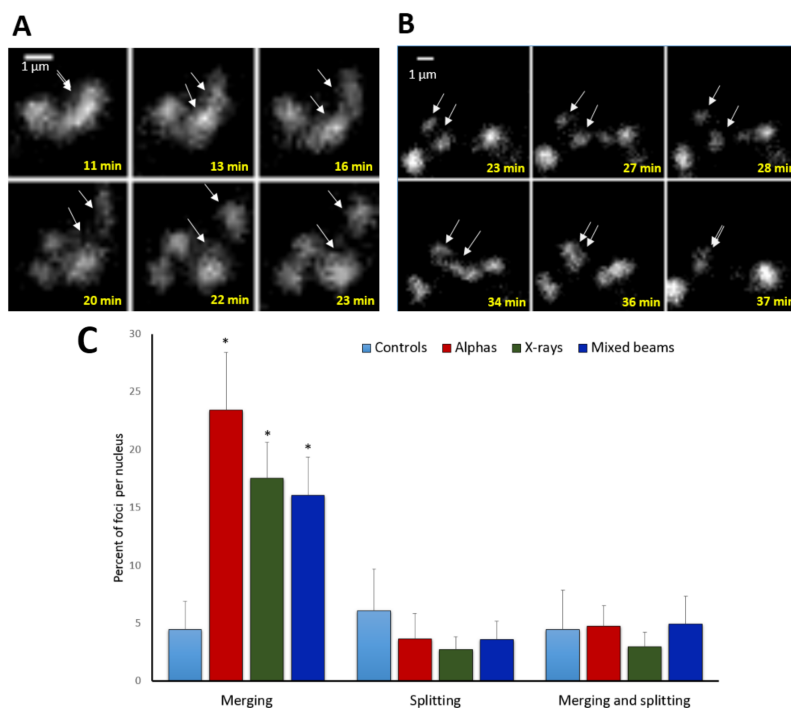 A
1 µm
11 min
13 min
16 min
20 min
22 min
23 min
B
1 µm
23 min
27 min
28 min
34 min
36 min
37 min
C
Controls Alphas X-rays Mixed beams
Percent of foci per nucleus
30
25
20
15
10
5
0
*
*
*
Merging Splitting Merging and splitting